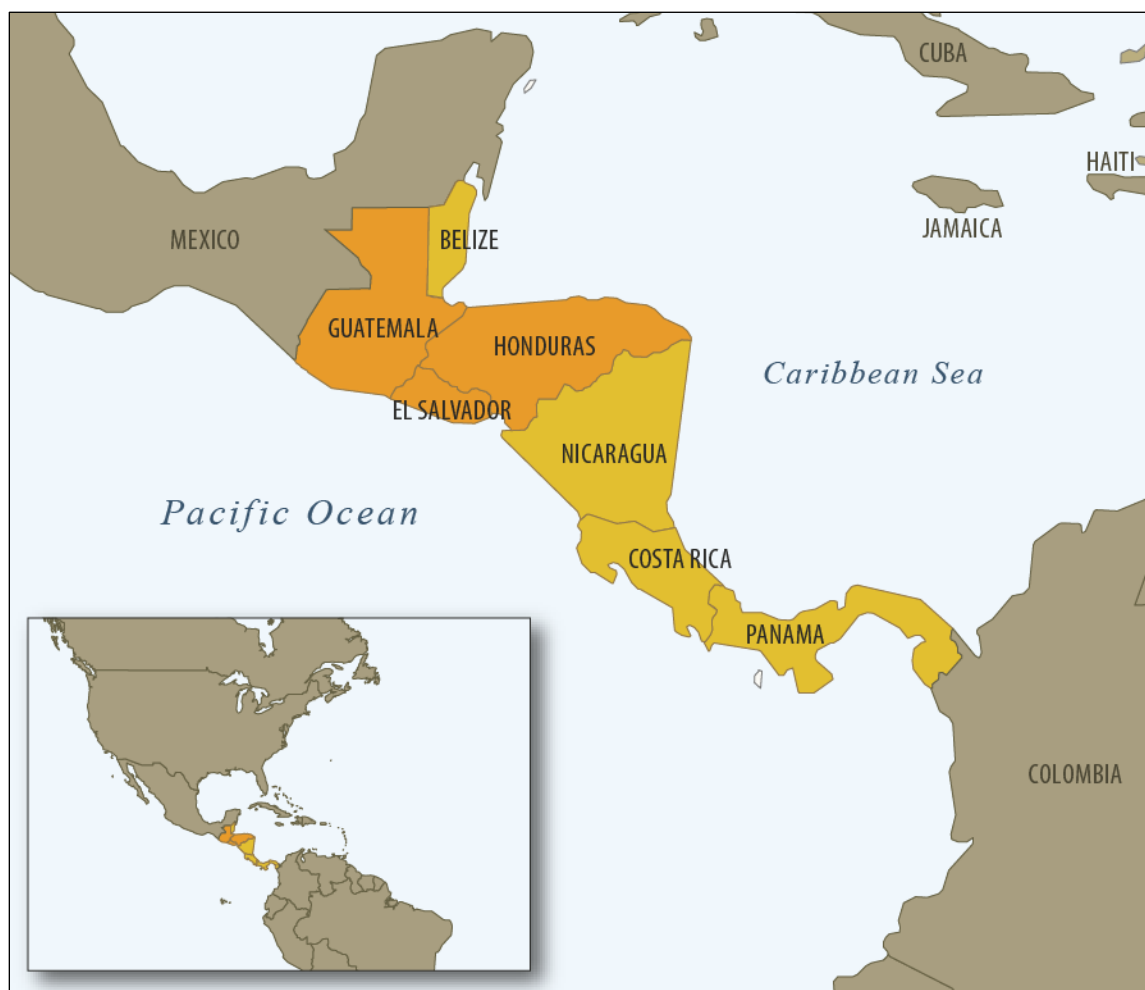 CUBA
HAITI
JAMAICA
MEXICO
BELIZE
GUATEMALA
HONDURAS
Caribbean Sea
EL SALVADOR
NICARAGUA
Pacific Ocean
COSTA RICA
PANAMA
COLOMBIA